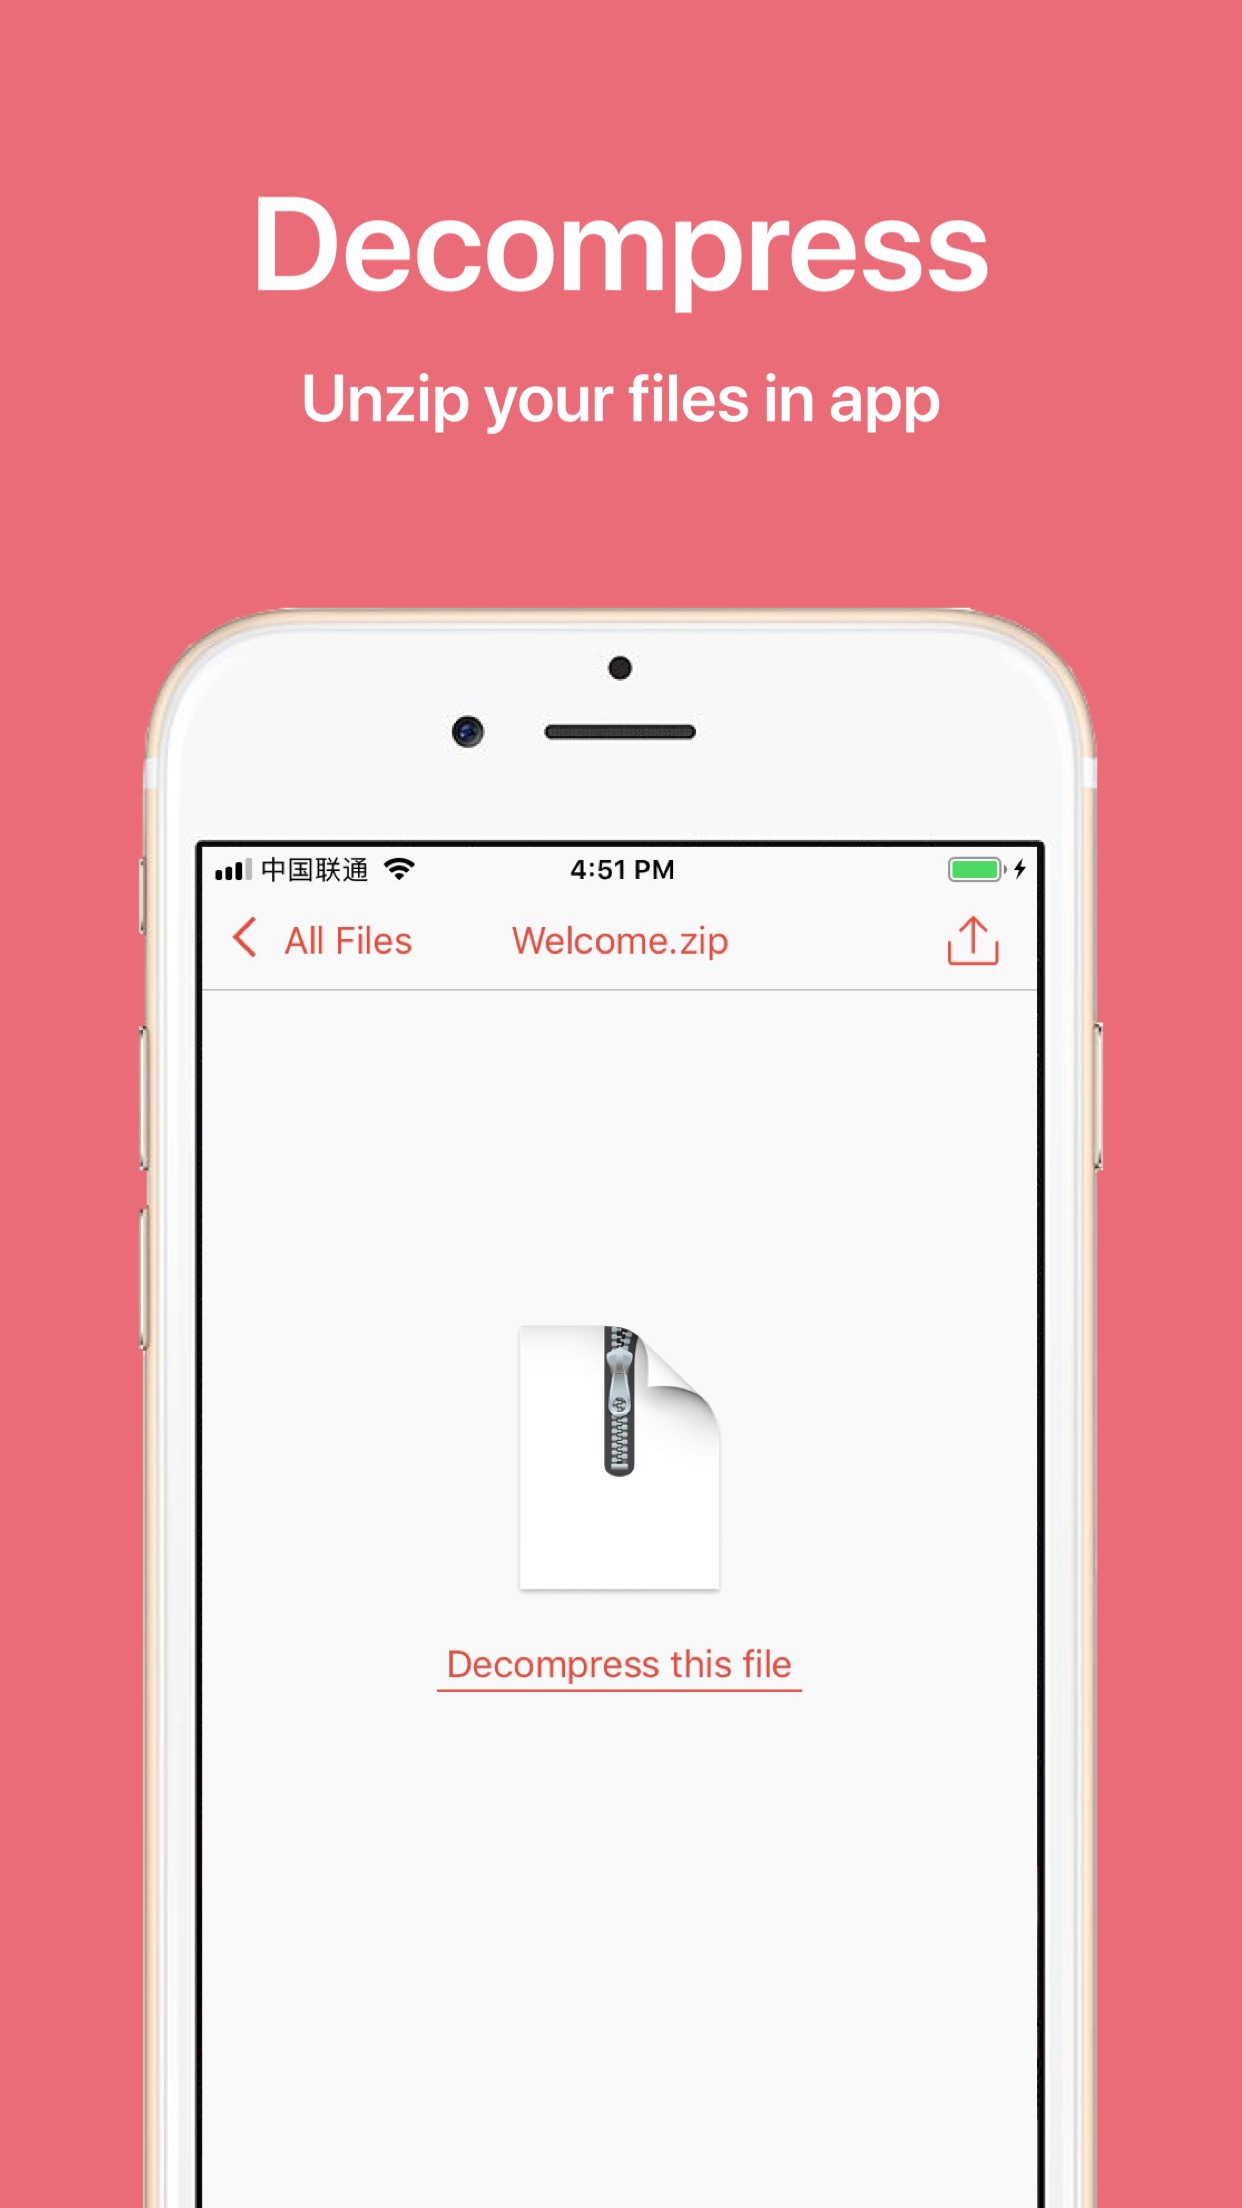 Decompress
Unzip your files in app
中国联通 4:51 PM
All Files Welcome.zip
Decompress this file